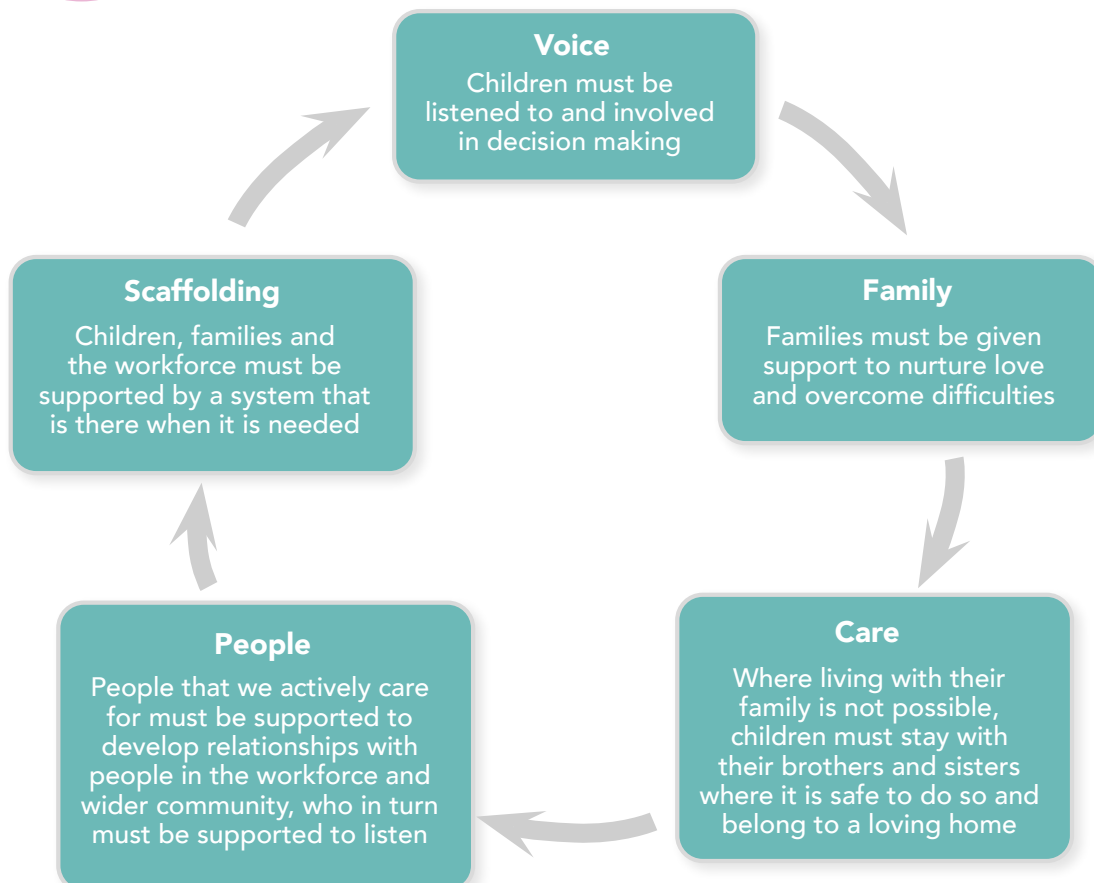 Voice
Children must be
listened to and involved
in decision making
Family
Families must be given
support to nurture love
and overcome difficulties
Care
Where living with their
family is not possible,
children must stay with
their brothers and sisters
where it is safe to do so and
belong to a loving home
People
People that we actively care
for must be supported to
develop relationships with
people in the workforce and
wider community, who in turn
must be supported to listen
Scaffolding
Children, families and
the workforce must be
supported by a system that
is there when it is needed